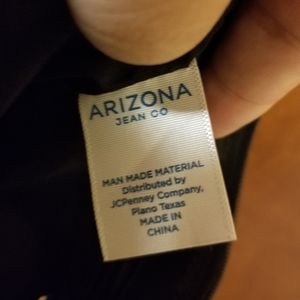 ARIZONA
JEAN CO
MAN MADE MATERIAL
Distributed by
JCPenney Company,
Plano Texas
MADE IN
CHINA